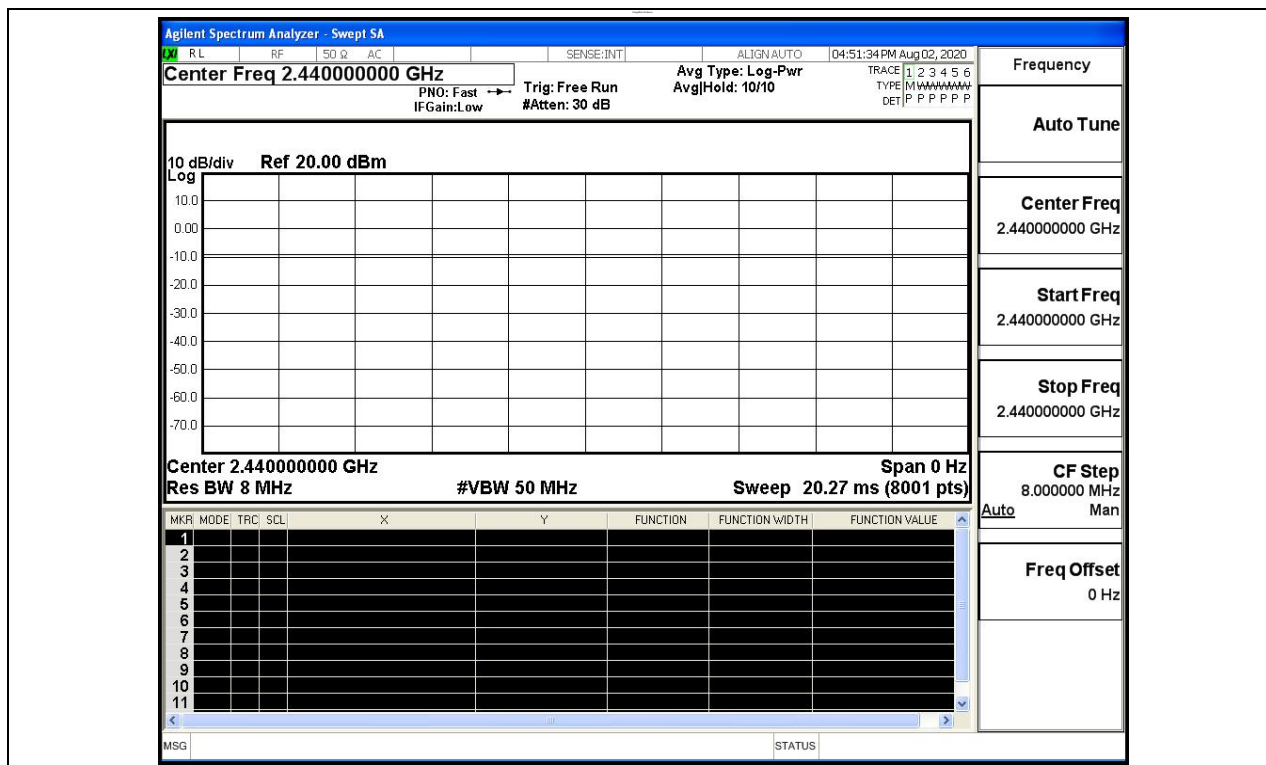 Agilent Spectrum Analyzer - Swept SA
LXI RL RF 50 Ω AC SENSE:INT ALIGN AUTO 04:51:34 PM Aug 02, 2020
Center Freq 2.440000000 GHz
PNO: Fast
IFGain:Low
Trig: Free Run
#Atten: 30 dB
Avg Type: Log-Pwr
Avg|Hold: 10/10
TRACE 1 2 3 4 5 6
TYPE M WWWWW
DET P P P P P P
10 dB/div Ref 20.00 dBm
Log
10.0
0.00
-10.0
-20.0
-30.0
-40.0
-50.0
-60.0
-70.0
Center 2.440000000 GHz Span 0 Hz
Res BW 8 MHz #VBW 50 MHz Sweep 20.27 ms (8001 pts)
MKR MODE TRC SCL X Y FUNCTION FUNCTION WIDTH FUNCTION VALUE
1
2
3
4
5
6
7
8
9
10
11
MSG STATUS
Frequency
Auto Tune
Center Freq
2.440000000 GHz
Start Freq
2.440000000 GHz
Stop Freq
2.440000000 GHz
CF Step
8.000000 MHz
Auto Man
Freq Offset
0 Hz